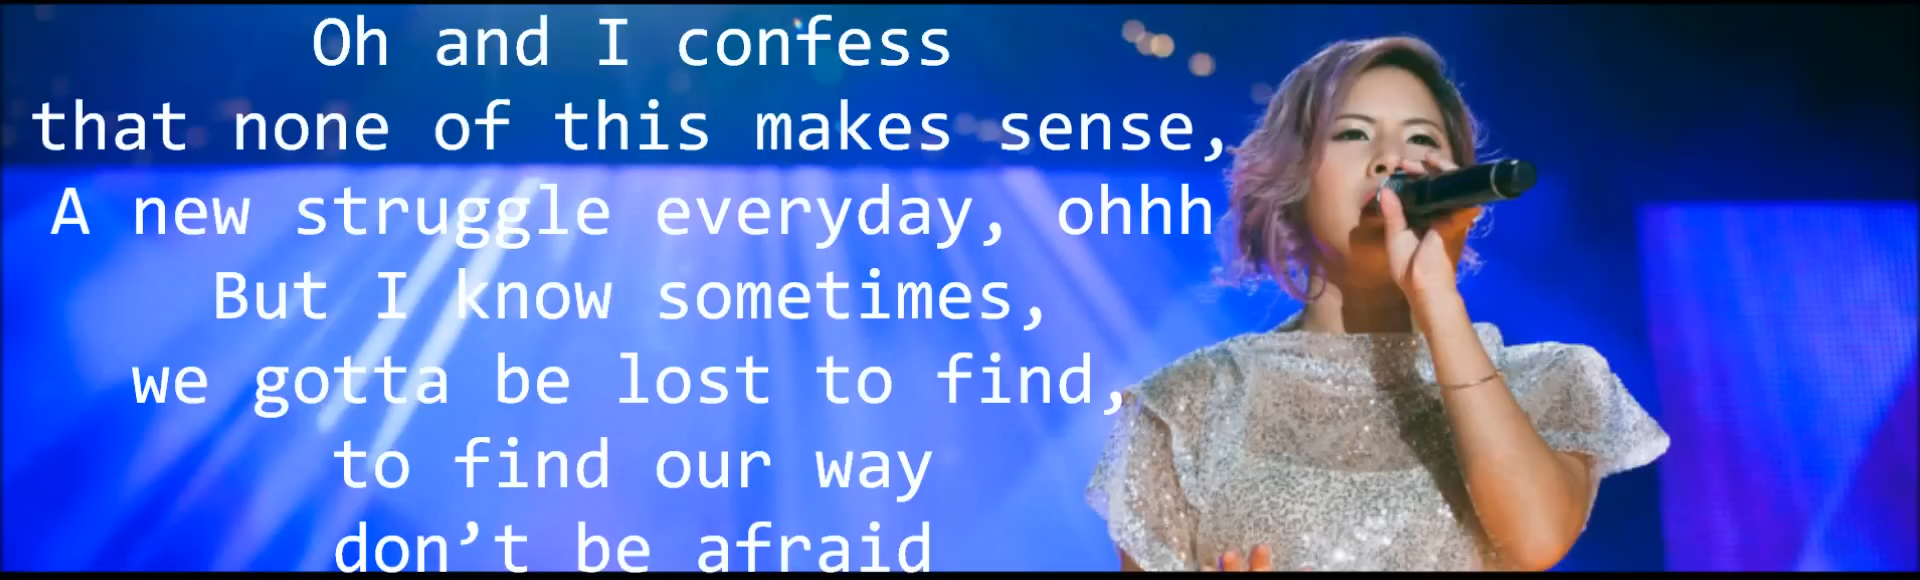 Oh and I confess
that none of this makes sense,
A new struggle everyday, ohhh
But I know sometimes,
we gotta be lost to find,
to find our way
don’t be afraid